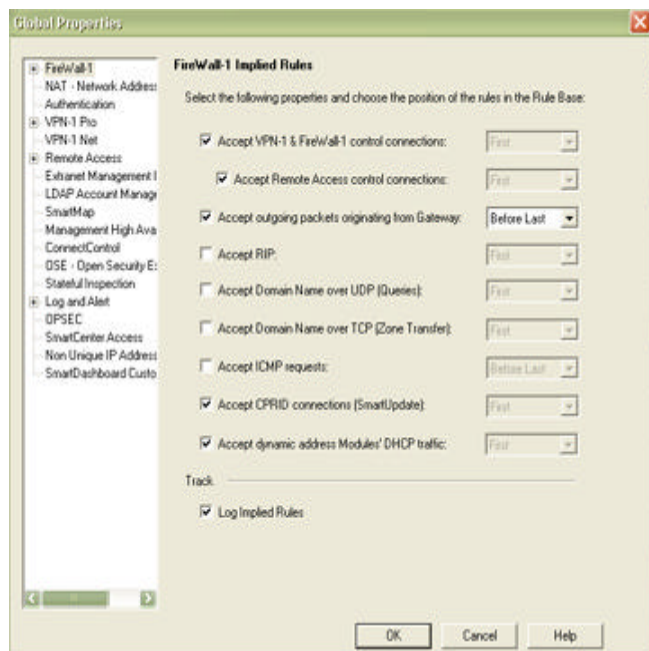 Global Properties
FireWall-1
NAT - Network Addres
Authentication
VPN-1 Pro
VPN-1 Net
Remote Access
Extranet Management I
LDAP Account Manag
SmartMap
Management High Ava
ConnectControl
OSE - Open Security E
Stateful Inspection
Log and Alert
OPSEC
SmartCenter Access
Non Unique IP Address
SmartDashboard Custo
FireWall-1 Implied Rules
Select the following properties and choose the position of the rules in the Rule Base:
Accept VPN-1 & FireWall-1 control connections: First
Accept Remote Access control connections: First
Accept outgoing packets originating from Gateway: Before Last
Accept RIP: First
Accept Domain Name over UDP (Queries): First
Accept Domain Name over TCP (Zone Transfer): First
Accept ICMP requests: Before Last
Accept CPRID connections (SmartUpdate): First
Accept dynamic address Modules' DHCP traffic: First
Track
Log Implied Rules
OK Cancel Help